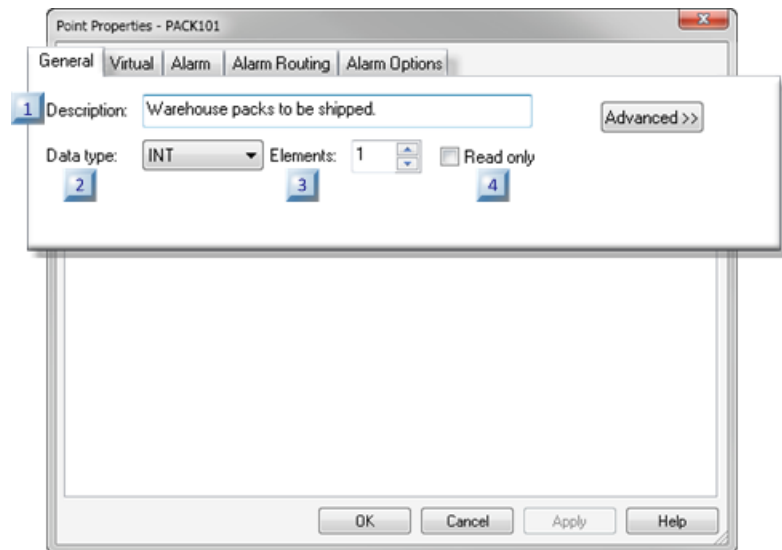 Point Properties - PACK101
General Virtual Alarm Alarm Routing Alarm Options
1 Description: Warehouse packs to be shipped. Advanced >>
Data type: INT Elements: 1 Read only
2 3 4
OK Cancel Apply Help